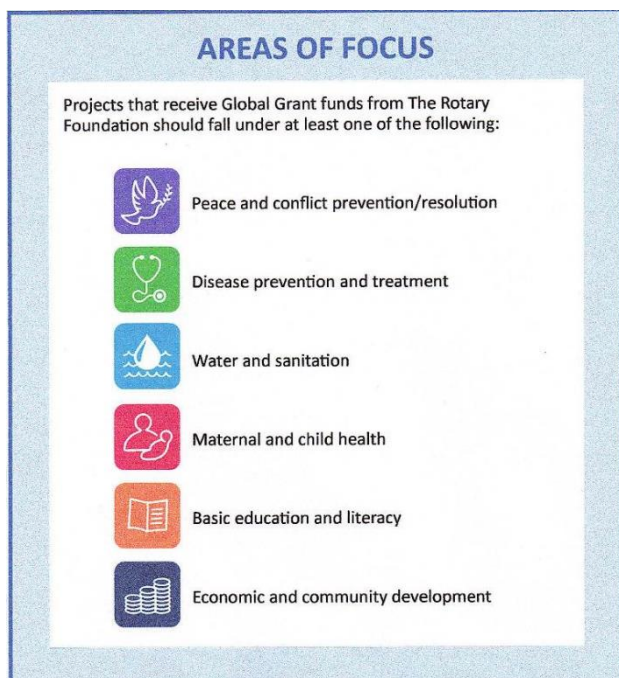 AREAS OF FOCUS
Projects that receive Global Grant funds from The Rotary
Foundation should fall under at least one of the following:
Peace and conflict prevention/resolution
Disease prevention and treatment
Water and sanitation
Maternal and child health
Basic education and literacy
Economic and community development